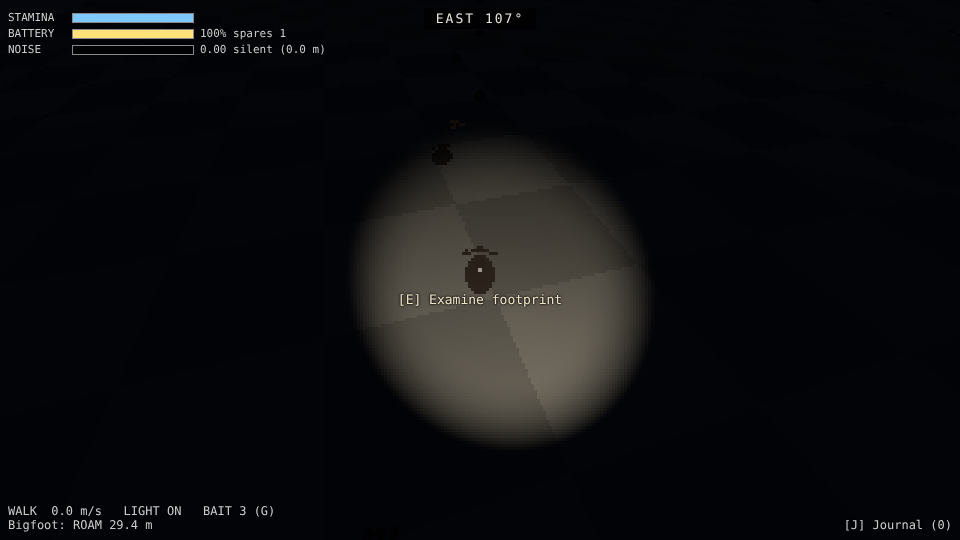 STAMINA
EAST 107°
BATTERY 100% spares 1
NOISE 0.00 silent (0.0 m)
[E] Examine footprint
WALK 0.0 m/s LIGHT ON BAIT 3 (G)
Bigfoot: ROAM 29.4 m
[J] Journal (0)